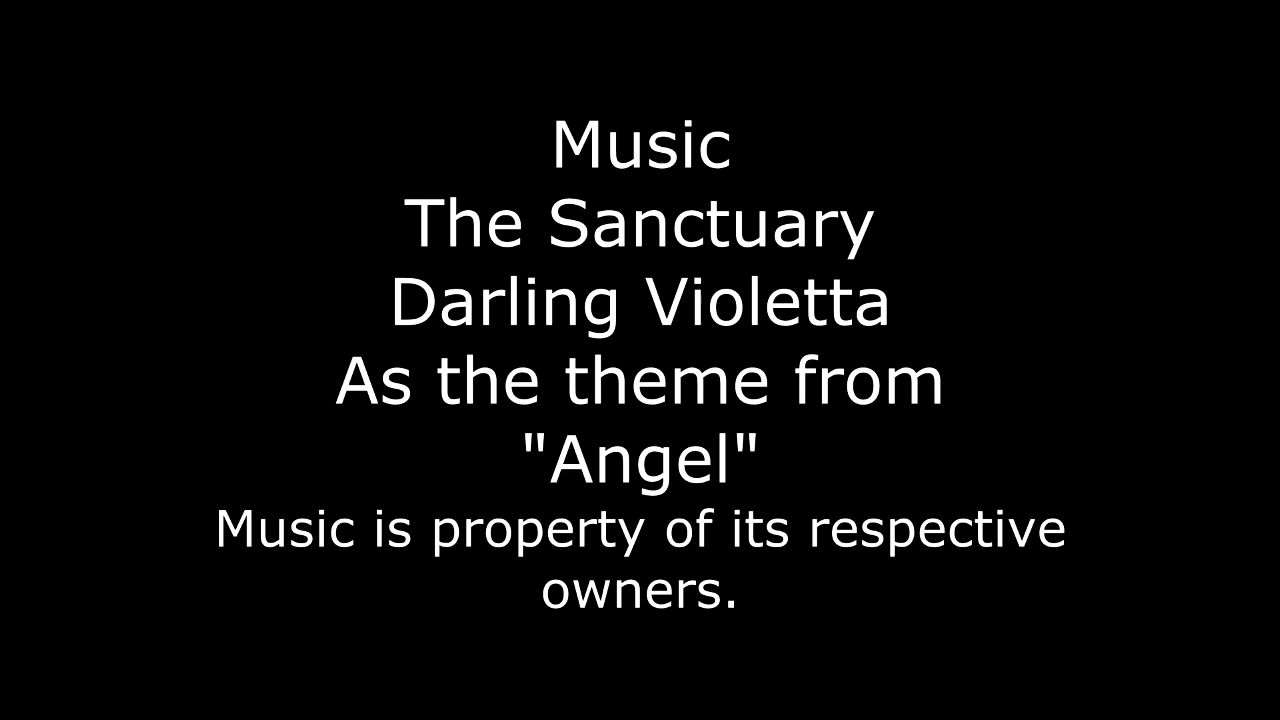 Music
The Sanctuary
Darling Violetta
As the theme from
"Angel"
Music is property of its respective
owners.